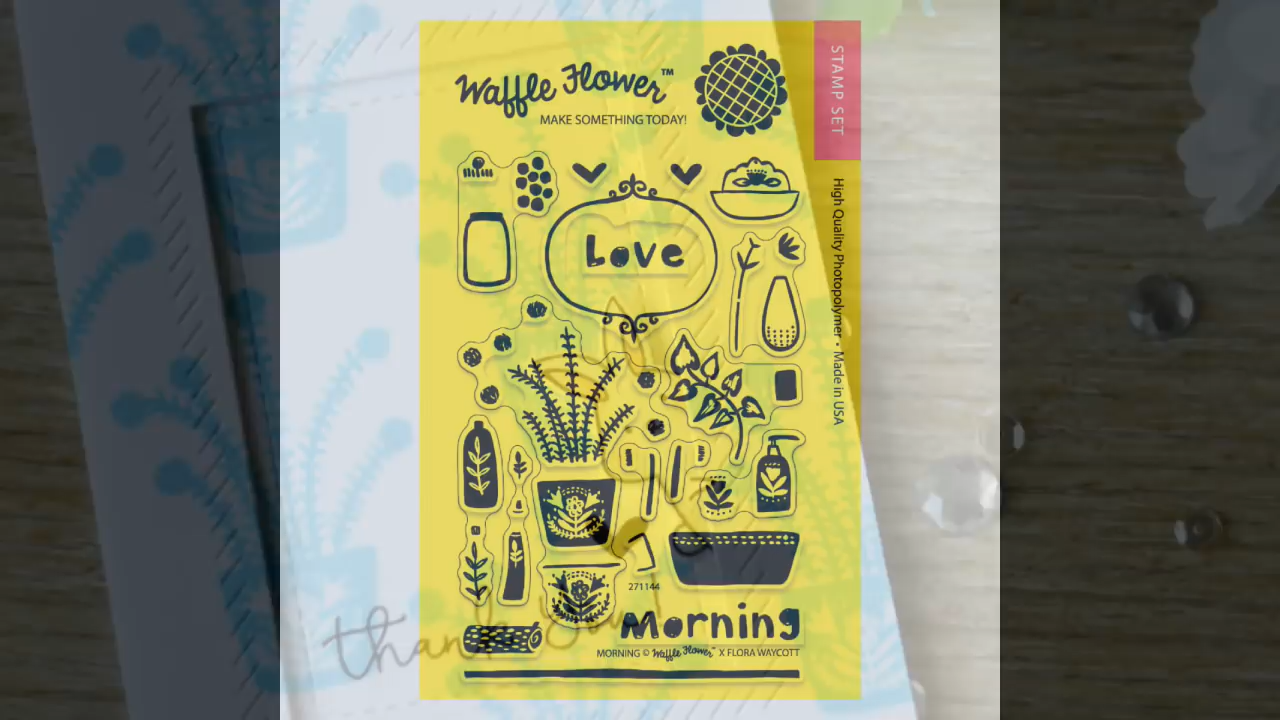 Waffle Flower™
MAKE SOMETHING TODAY!
STAMP SET
High Quality Photopolymer • Made in USA
Love
271144
Morning
MORNING © Waffle Flower™ X FLORA WAYCOTT
thank